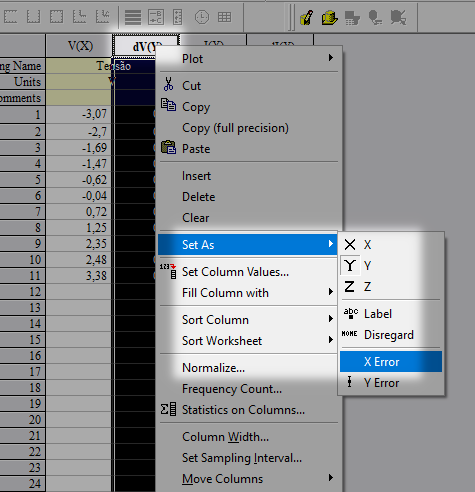 V(X) dV(Y)
ng Name Tensão
Units
omments
1 -3,07
2 -2,7
3 -1,69
4 -1,47
5 -0,62
6 -0,04
7 0,72
8 1,25
9 2,35
10 2,48
11 3,38
12
13
14
15
16
17
18
19
20
21
22
23
24
Plot
Cut
Copy
Copy (full precision)
Paste
Insert
Delete
Clear
Set As
Set Column Values...
Fill Column with
Sort Column
Sort Worksheet
Normalize...
Frequency Count...
Statistics on Columns...
Column Width...
Set Sampling Interval...
Move Columns
X X
Y Y
Z Z
abc Label
NONE Disregard
X Error
Y Error